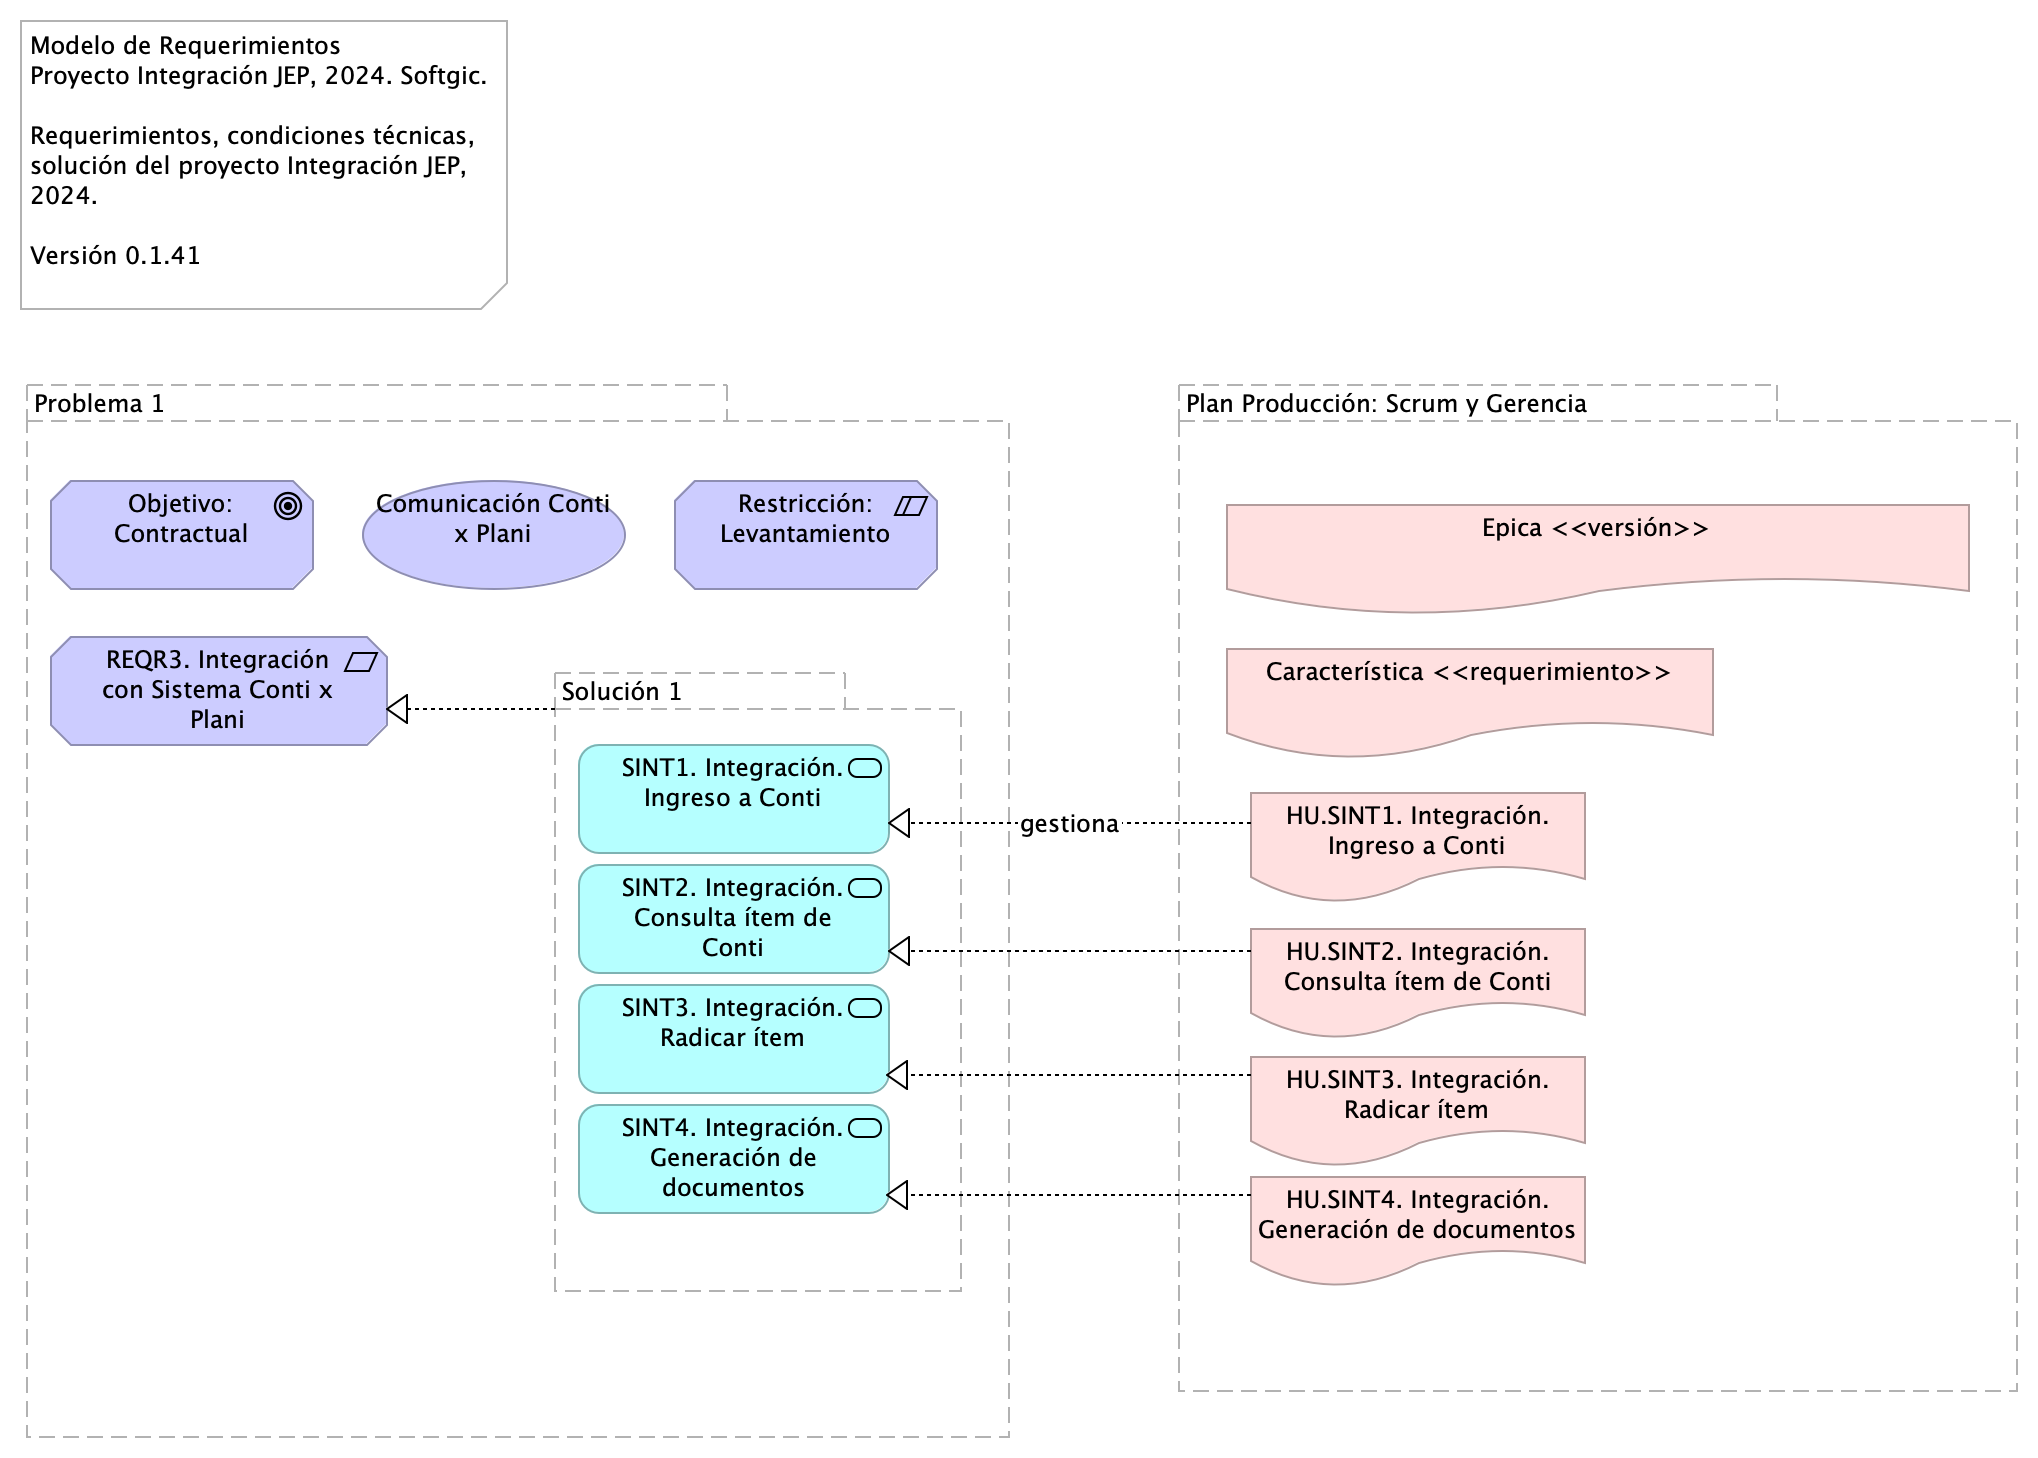 Modelo de Requerimientos
Proyecto Integración JEP, 2024. Softgic.
Requerimientos, condiciones técnicas,
solución del proyecto Integración JEP,
2024.
Versión 0.1.41
Problema 1
Objetivo:
Contractual
Comunicación Conti
x Plani
Restricción:
Levantamiento
REQR3. Integración
con Sistema Conti x
Plani
Solución 1
SINT1. Integración.
Ingreso a Conti
SINT2. Integración.
Consulta ítem de
Conti
SINT3. Integración.
Radicar ítem
SINT4. Integración.
Generación de
documentos
gestiona
Plan Producción: Scrum y Gerencia
Epica <<versión>>
Característica <<requerimiento>>
HU.SINT1. Integración.
Ingreso a Conti
HU.SINT2. Integración.
Consulta ítem de Conti
HU.SINT3. Integración.
Radicar ítem
HU.SINT4. Integración.
Generación de documentos